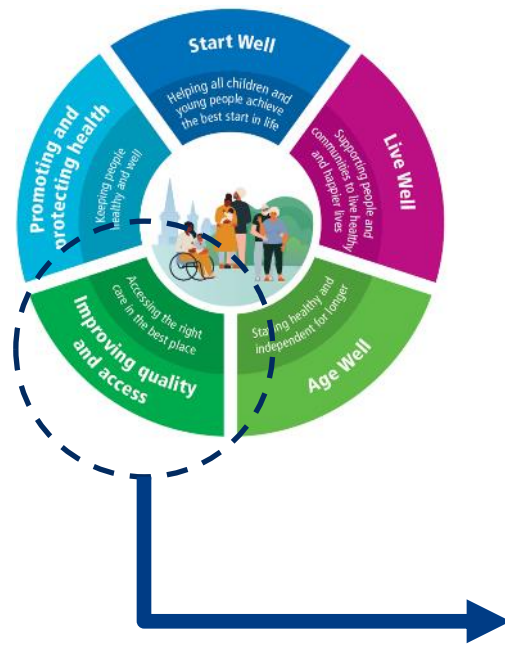 Start Well
Helping all children and
young people achieve
the best start in life
Live Well
Supporting people and
communities to live healthy
and happier lives
Age Well
Staying healthy and
independent for longer
Improving quality
and access
Accessing the right
care in the best place
Promoting and
protecting health
Keeping people
healthy and well